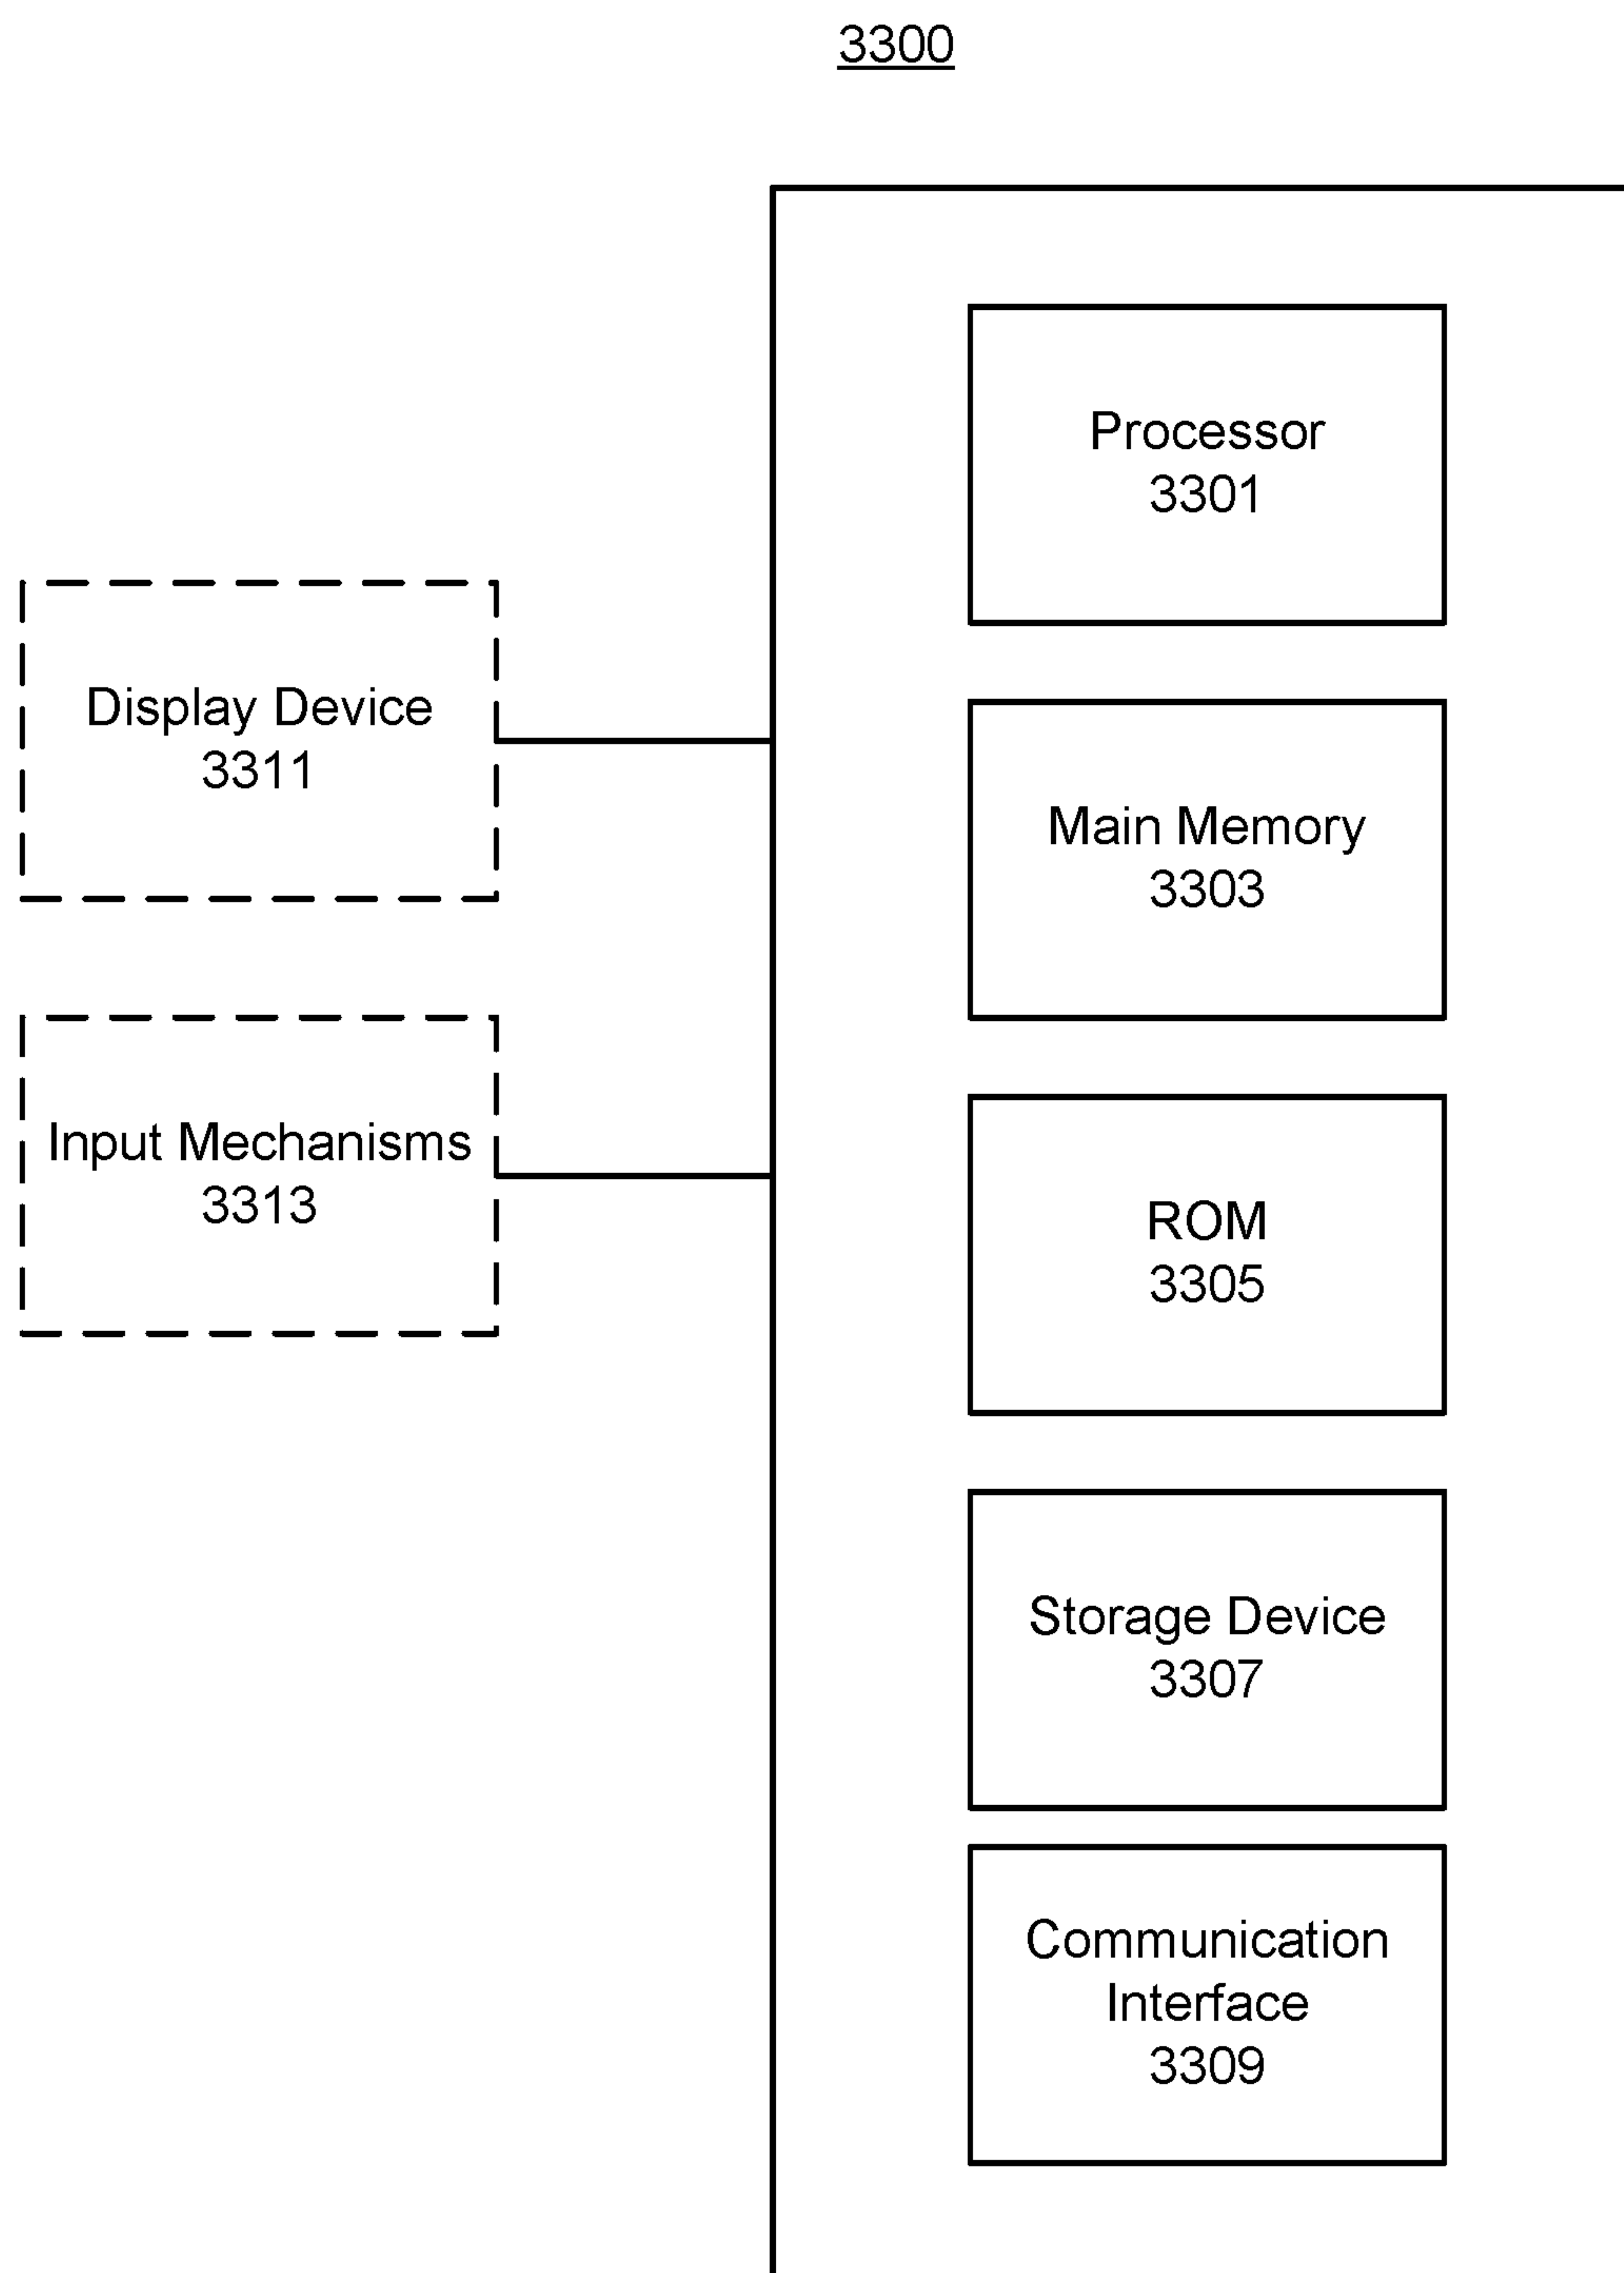 3300
Processor
3301
Display Device
3311
Main Memory
3303
Input Mechanisms
3313
ROM
3305
Storage Device
3307
Communication
Interface
3309